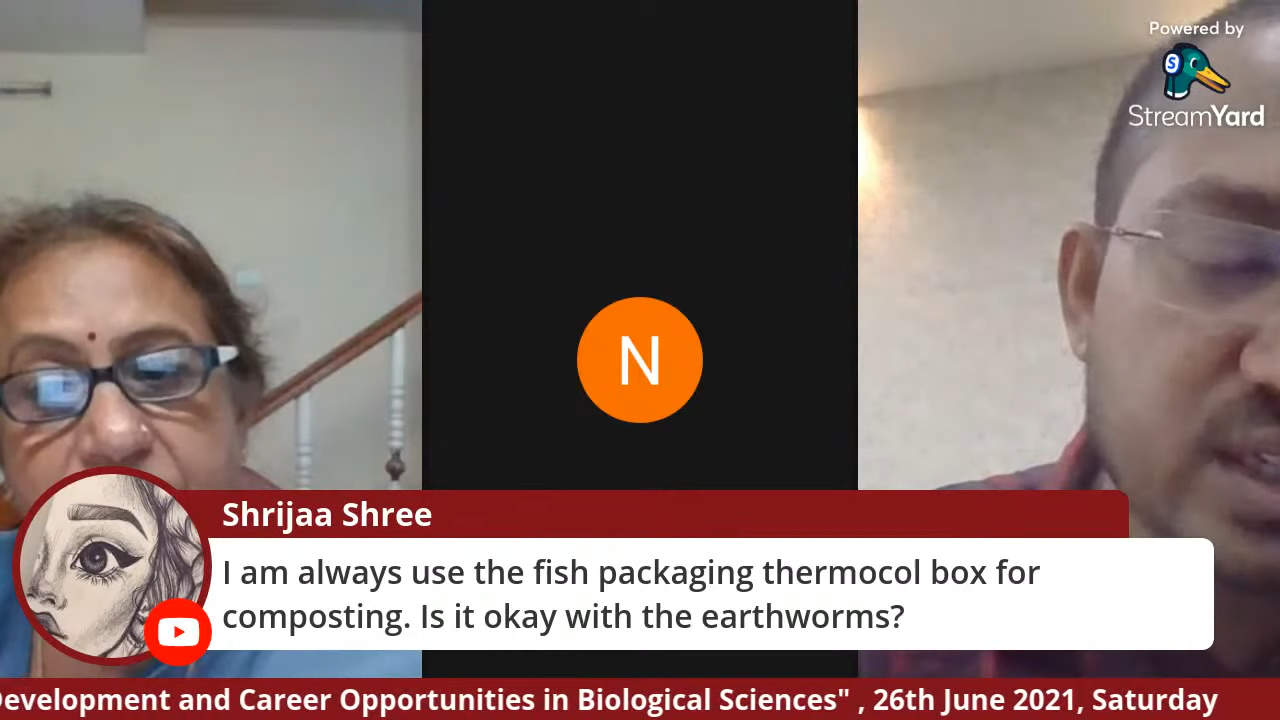 Powered by
StreamYard
N
Shrijaa Shree
I am always use the fish packaging thermocol box for
composting. Is it okay with the earthworms?
Development and Career Opportunities in Biological Sciences" , 26th June 2021, Saturday